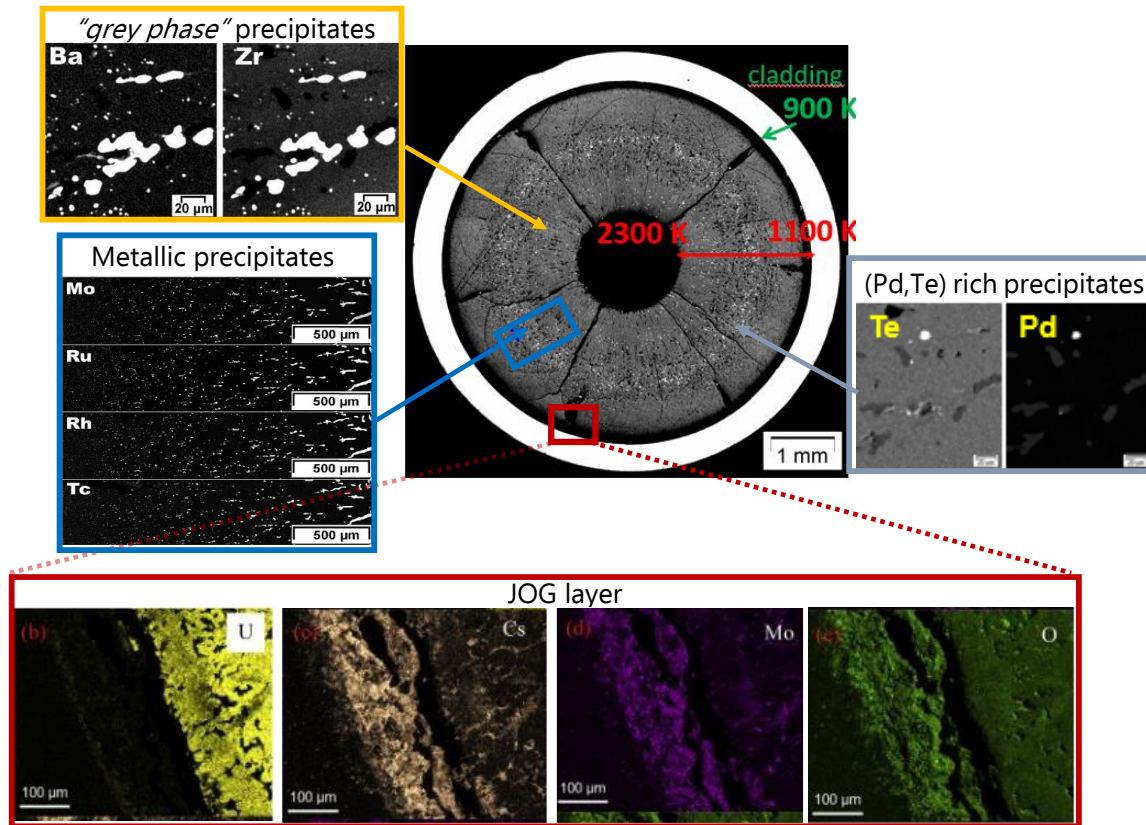 “grey phase” precipitates
Ba
Zr
20 µm
20 µm
cladding
900 K
2300 K
1100 K
1 mm
Metallic precipitates
Mo
500 µm
Ru
500 µm
Rh
500 µm
Tc
500 µm
(Pd,Te) rich precipitates
Te
Pd
JOG layer
(b)
U
100 µm
(c)
Cs
100 µm
(d)
Mo
100 µm
(e)
O
100 µm